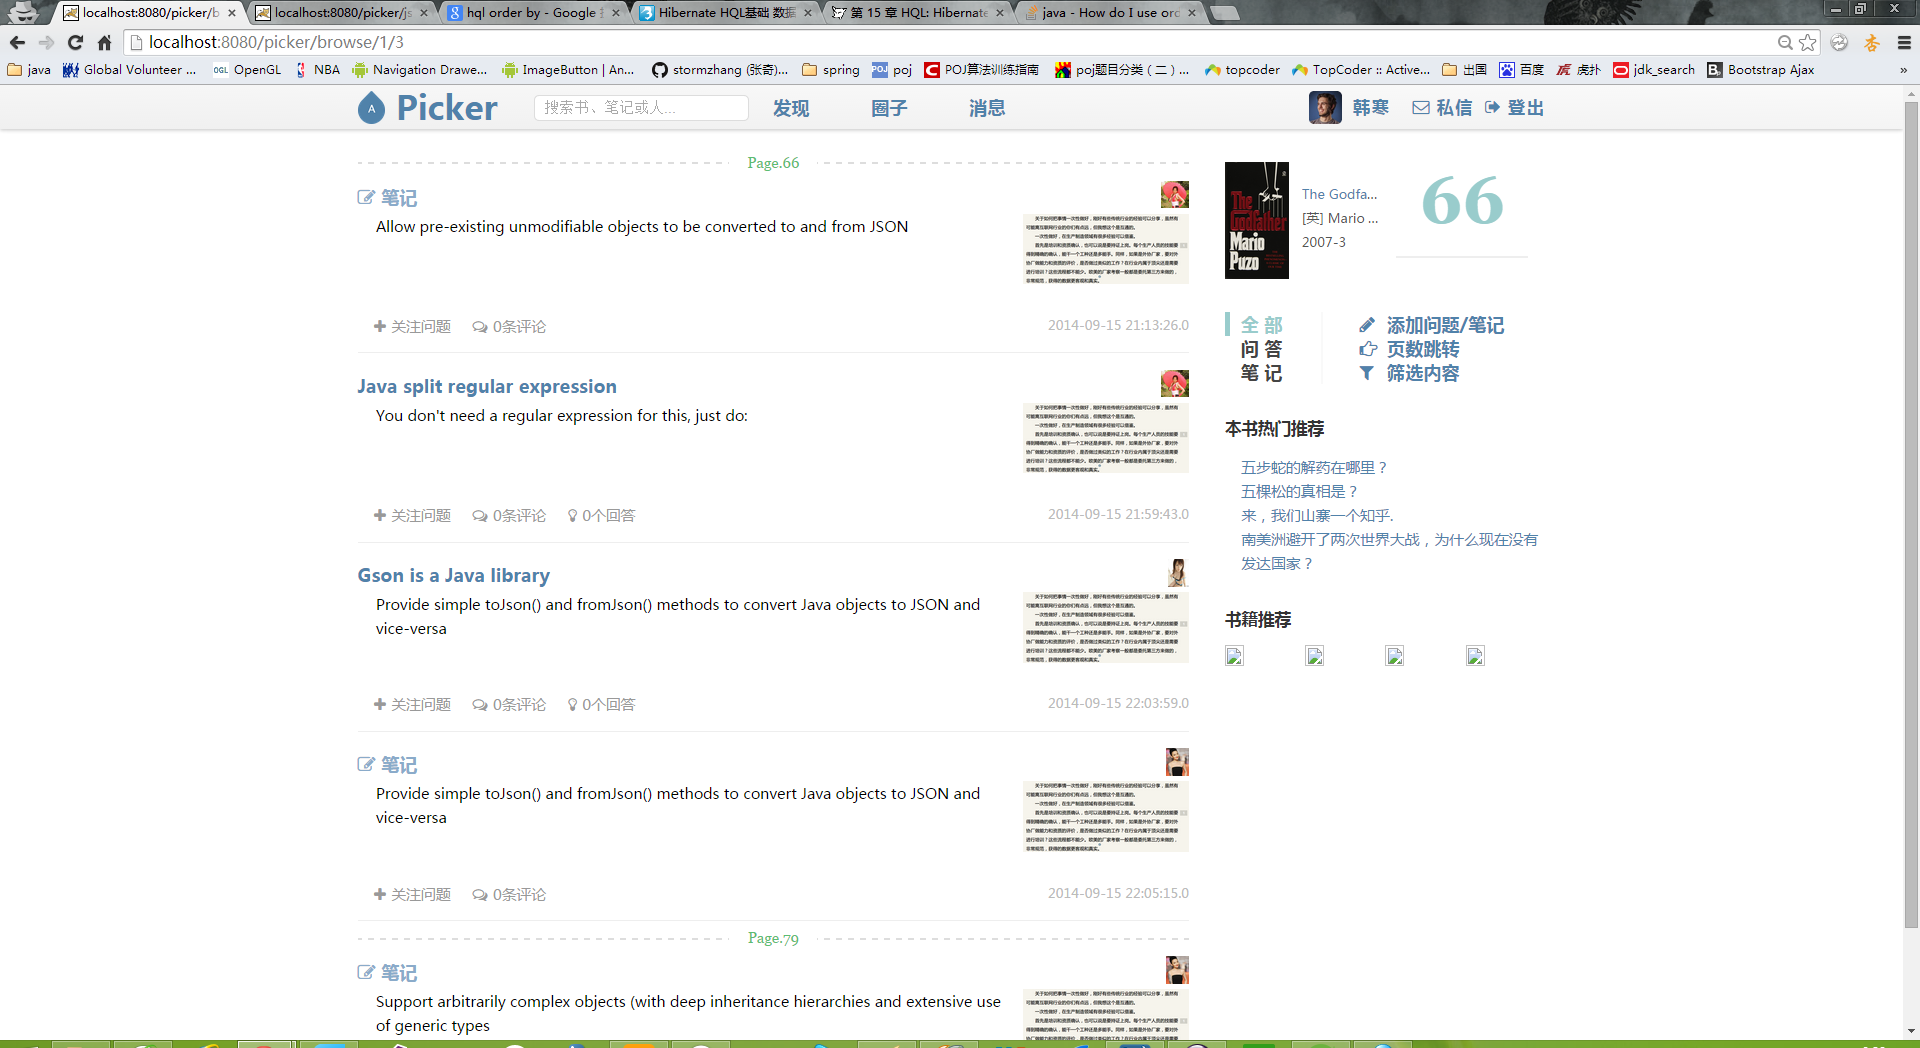 localhost:8080/picker/b
localhost:8080/picker/js
hql order by - Google
Hibernate HQL基础 数据
第 15 章 HQL: Hibernate
java - How do I use ord
localhost:8080/picker/browse/1/3
java
Global Volunteer ...
OGL OpenGL
NBA
Navigation Drawe...
ImageButton | An...
stormzhang (张奇)...
spring
POJ poj
POJ算法训练指南
poj题目分类（二）...
topcoder
TopCoder :: Active...
出国
百度
虎扑
jdk_search
Bootstrap Ajax
»
A Picker
搜索书、笔记或人...
发现
圈子
消息
韩寒
私信
登出
Page.66
笔记
Allow pre-existing unmodifiable objects to be converted to and from JSON
关注问题
0条评论
2014-09-15 21:13:26.0
Java split regular expression
You don't need a regular expression for this, just do:
关注问题
0条评论
0个回答
2014-09-15 21:59:43.0
Gson is a Java library
Provide simple toJson() and fromJson() methods to convert Java objects to JSON and
vice-versa
关注问题
0条评论
0个回答
2014-09-15 22:03:59.0
笔记
Provide simple toJson() and fromJson() methods to convert Java objects to JSON and
vice-versa
关注问题
0条评论
2014-09-15 22:05:15.0
Page.79
笔记
Support arbitrarily complex objects (with deep inheritance hierarchies and extensive use
of generic types
The Godfather
Mario
Puzo
The Godfa...
[英] Mario ...
2007-3
66
全 部
问 答
笔 记
添加问题/笔记
页数跳转
筛选内容
本书热门推荐
五步蛇的解药在哪里？
五棵松的真相是？
来，我们山寨一个知乎.
南美洲避开了两次世界大战，为什么现在没有
发达国家？
书籍推荐